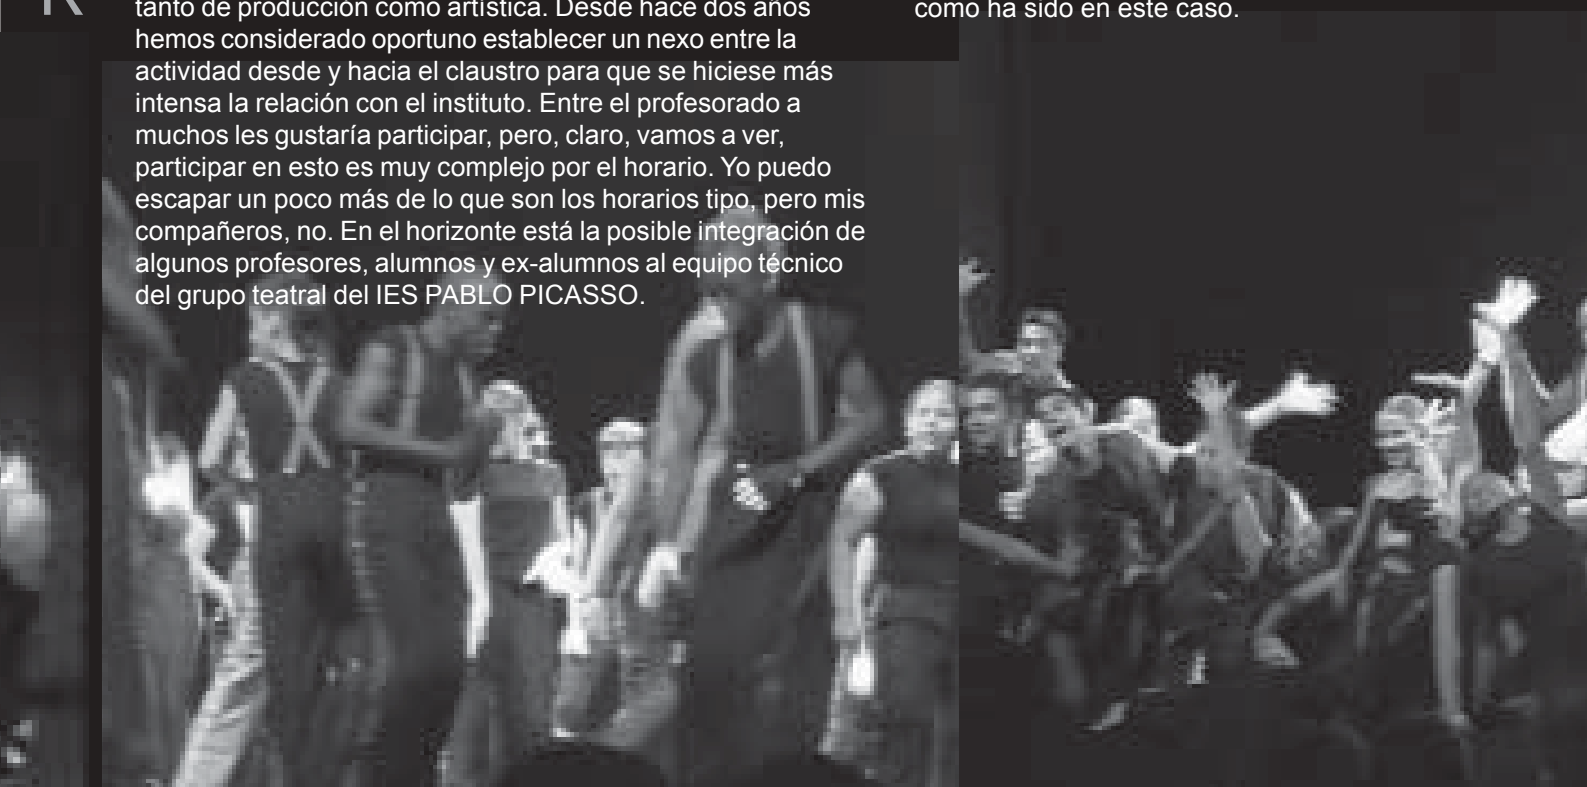 R
tanto de producción como artística. Desde hace dos años
hemos considerado oportuno establecer un nexo entre la
actividad desde y hacia el claustro para que se hiciese más
intensa la relación con el instituto. Entre el profesorado a
muchos les gustaría participar, pero, claro, vamos a ver,
participar en esto es muy complejo por el horario. Yo puedo
escapar un poco más de lo que son los horarios tipo, pero mis
compañeros, no. En el horizonte está la posible integración de
algunos profesores, alumnos y ex-alumnos al equipo técnico
del grupo teatral del IES PABLO PICASSO.
como ha sido en este caso.